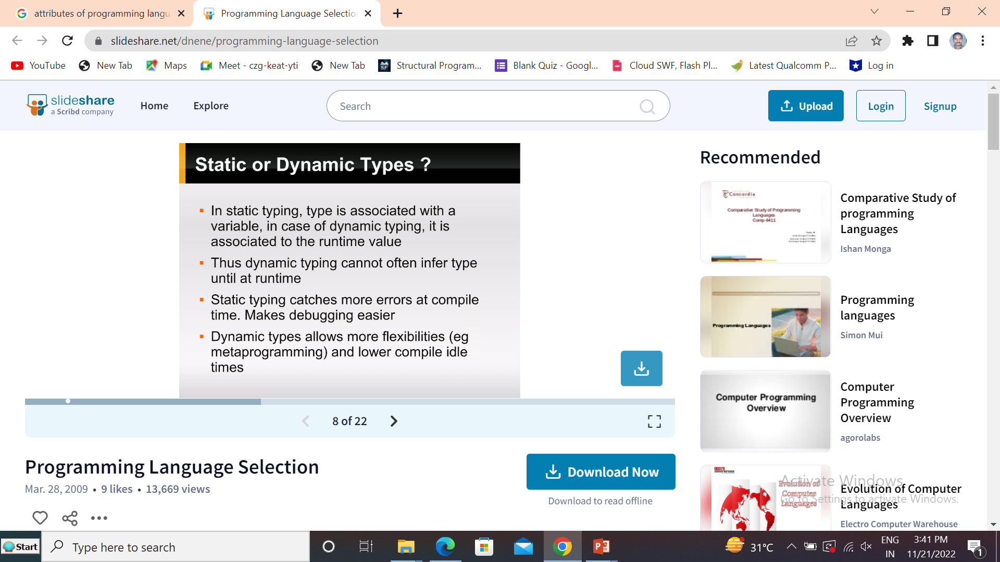 attributes of programming langu
Programming Language Selectio
slideshare.net/dnene/programming-language-selection
YouTube
New Tab
Maps
Meet - czg-keat-yti
New Tab
Structural Program...
Blank Quiz - Googl...
Cloud SWF, Flash Pl...
Latest Qualcomm P...
Log in
slideshare
a Scribd company
Home
Explore
Search
Upload
Login
Signup
Static or Dynamic Types ?
In static typing, type is associated with a
variable, in case of dynamic typing, it is
associated to the runtime value
Thus dynamic typing cannot often infer type
until at runtime
Static typing catches more errors at compile
time. Makes debugging easier
Dynamic types allows more flexibilities (eg
metaprogramming) and lower compile idle
times
8 of 22
Programming Language Selection
Mar. 28, 2009 • 9 likes • 13,669 views
Download Now
Download to read offline
Recommended
Concordia
Comparative Study of Programming
Languages
Comp-6411
Comparative Study of
programming
Languages
Ishan Monga
Programming Languages
Programming
languages
Simon Mui
Computer Programming
Overview
Computer
Programming
Overview
agorolabs
Evolution of
Computer
Languages
Evolution of Computer
Languages
Electro Computer Warehouse
Activate Windows
Go to Settings to activate Windows.
Start
Type here to search
31°C
ENG
IN
3:41 PM
11/21/2022
1